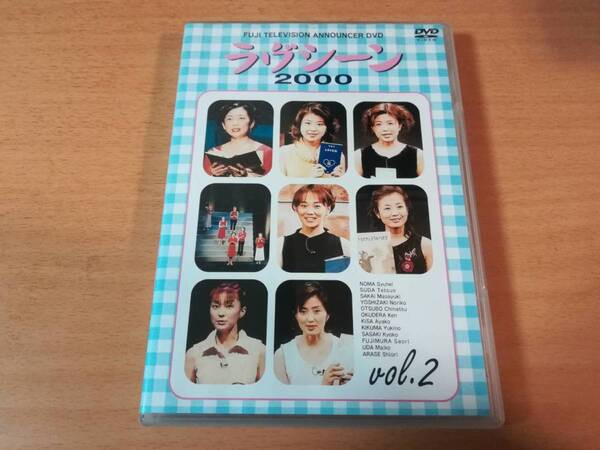 FUJI TELEVISION ANNOUNCER DVD
DVD
ラヴシーン
2000
NOMA Syuhei
SUDA Tetsuo
SAKAI Masayuki
YOSHIZAKI Noriko
OTSUBO Chinatsu
OKUDERA Ken
KISA Ayako
KIKUMA Yukino
SASAKI Kyoko
FUJIMURA Saori
UDA Maiko
ARASE Shiori
vol.2